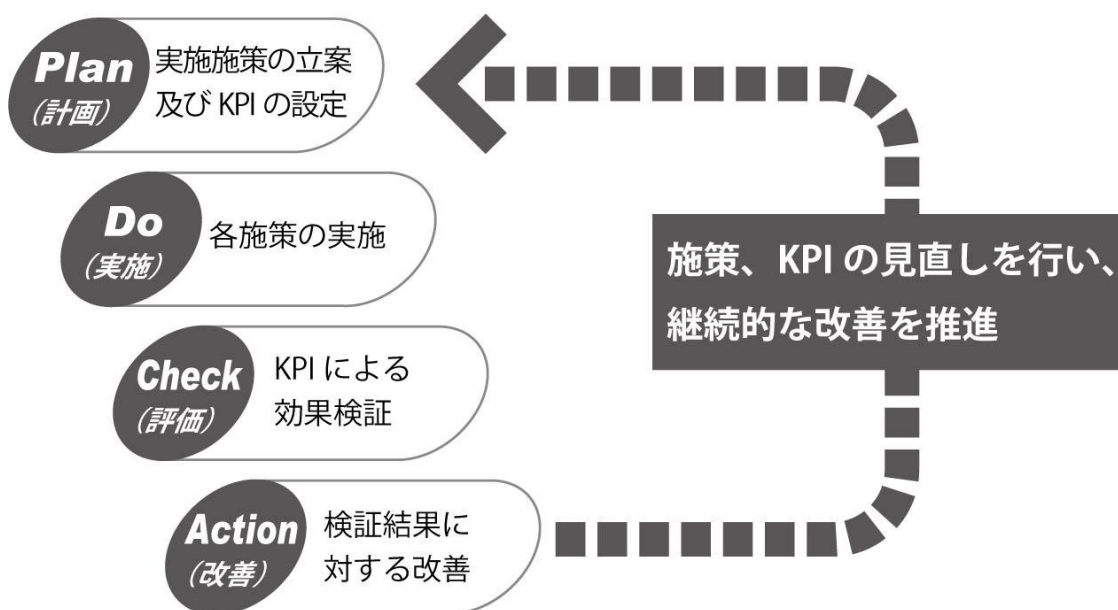 Plan
(計画)
実施施策の立案
及び KPI の設定
Do
(実施)
各施策の実施
Check
(評価)
KPI による
効果検証
Action
(改善)
検証結果に
対する改善
施策、KPI の見直しを行い、
継続的な改善を推進